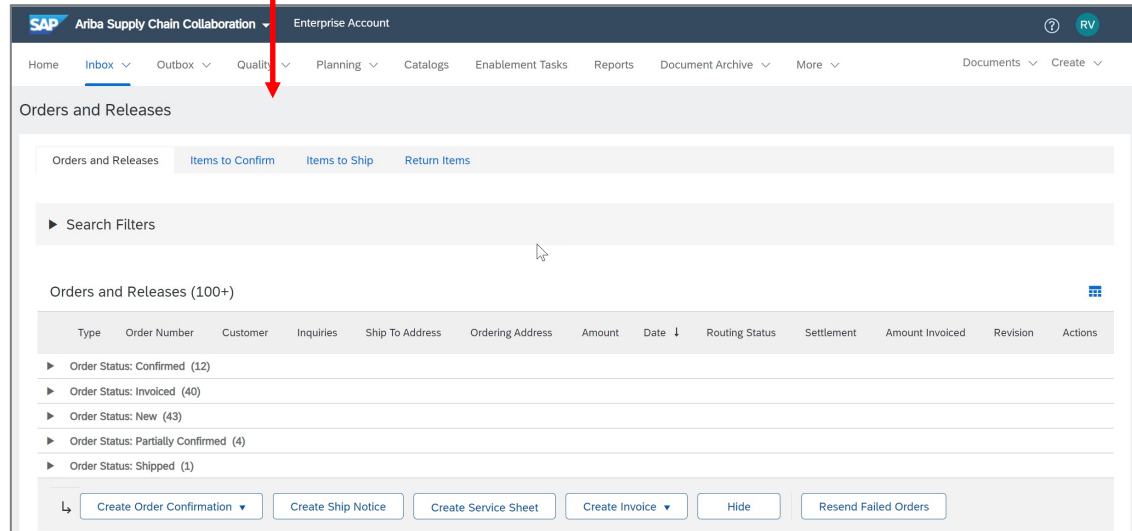 SAP Ariba Supply Chain Collaboration Enterprise Account ? RV
Home Inbox Outbox Quality Planning Catalogs Enablement Tasks Reports Document Archive More Documents Create
Orders and Releases
Orders and Releases Items to Confirm Items to Ship Return Items
Search Filters
Orders and Releases (100+)
Type Order Number Customer Inquiries Ship To Address Ordering Address Amount Date ↓ Routing Status Settlement Amount Invoiced Revision Actions
Order Status: Confirmed (12)
Order Status: Invoiced (40)
Order Status: New (43)
Order Status: Partially Confirmed (4)
Order Status: Shipped (1)
Create Order Confirmation Create Ship Notice Create Service Sheet Create Invoice Hide Resend Failed Orders